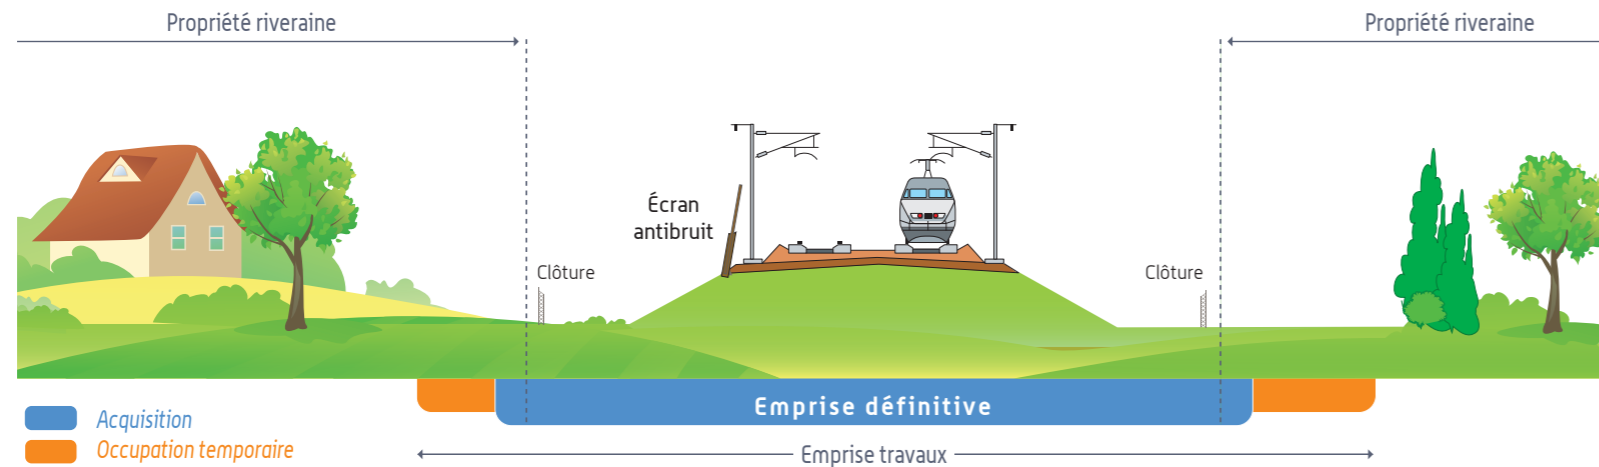 Propriété riveraine
Propriété riveraine
Écran
antibruit
Clôture
Clôture
Emprise définitive
Acquisition
Occupation temporaire
Emprise travaux